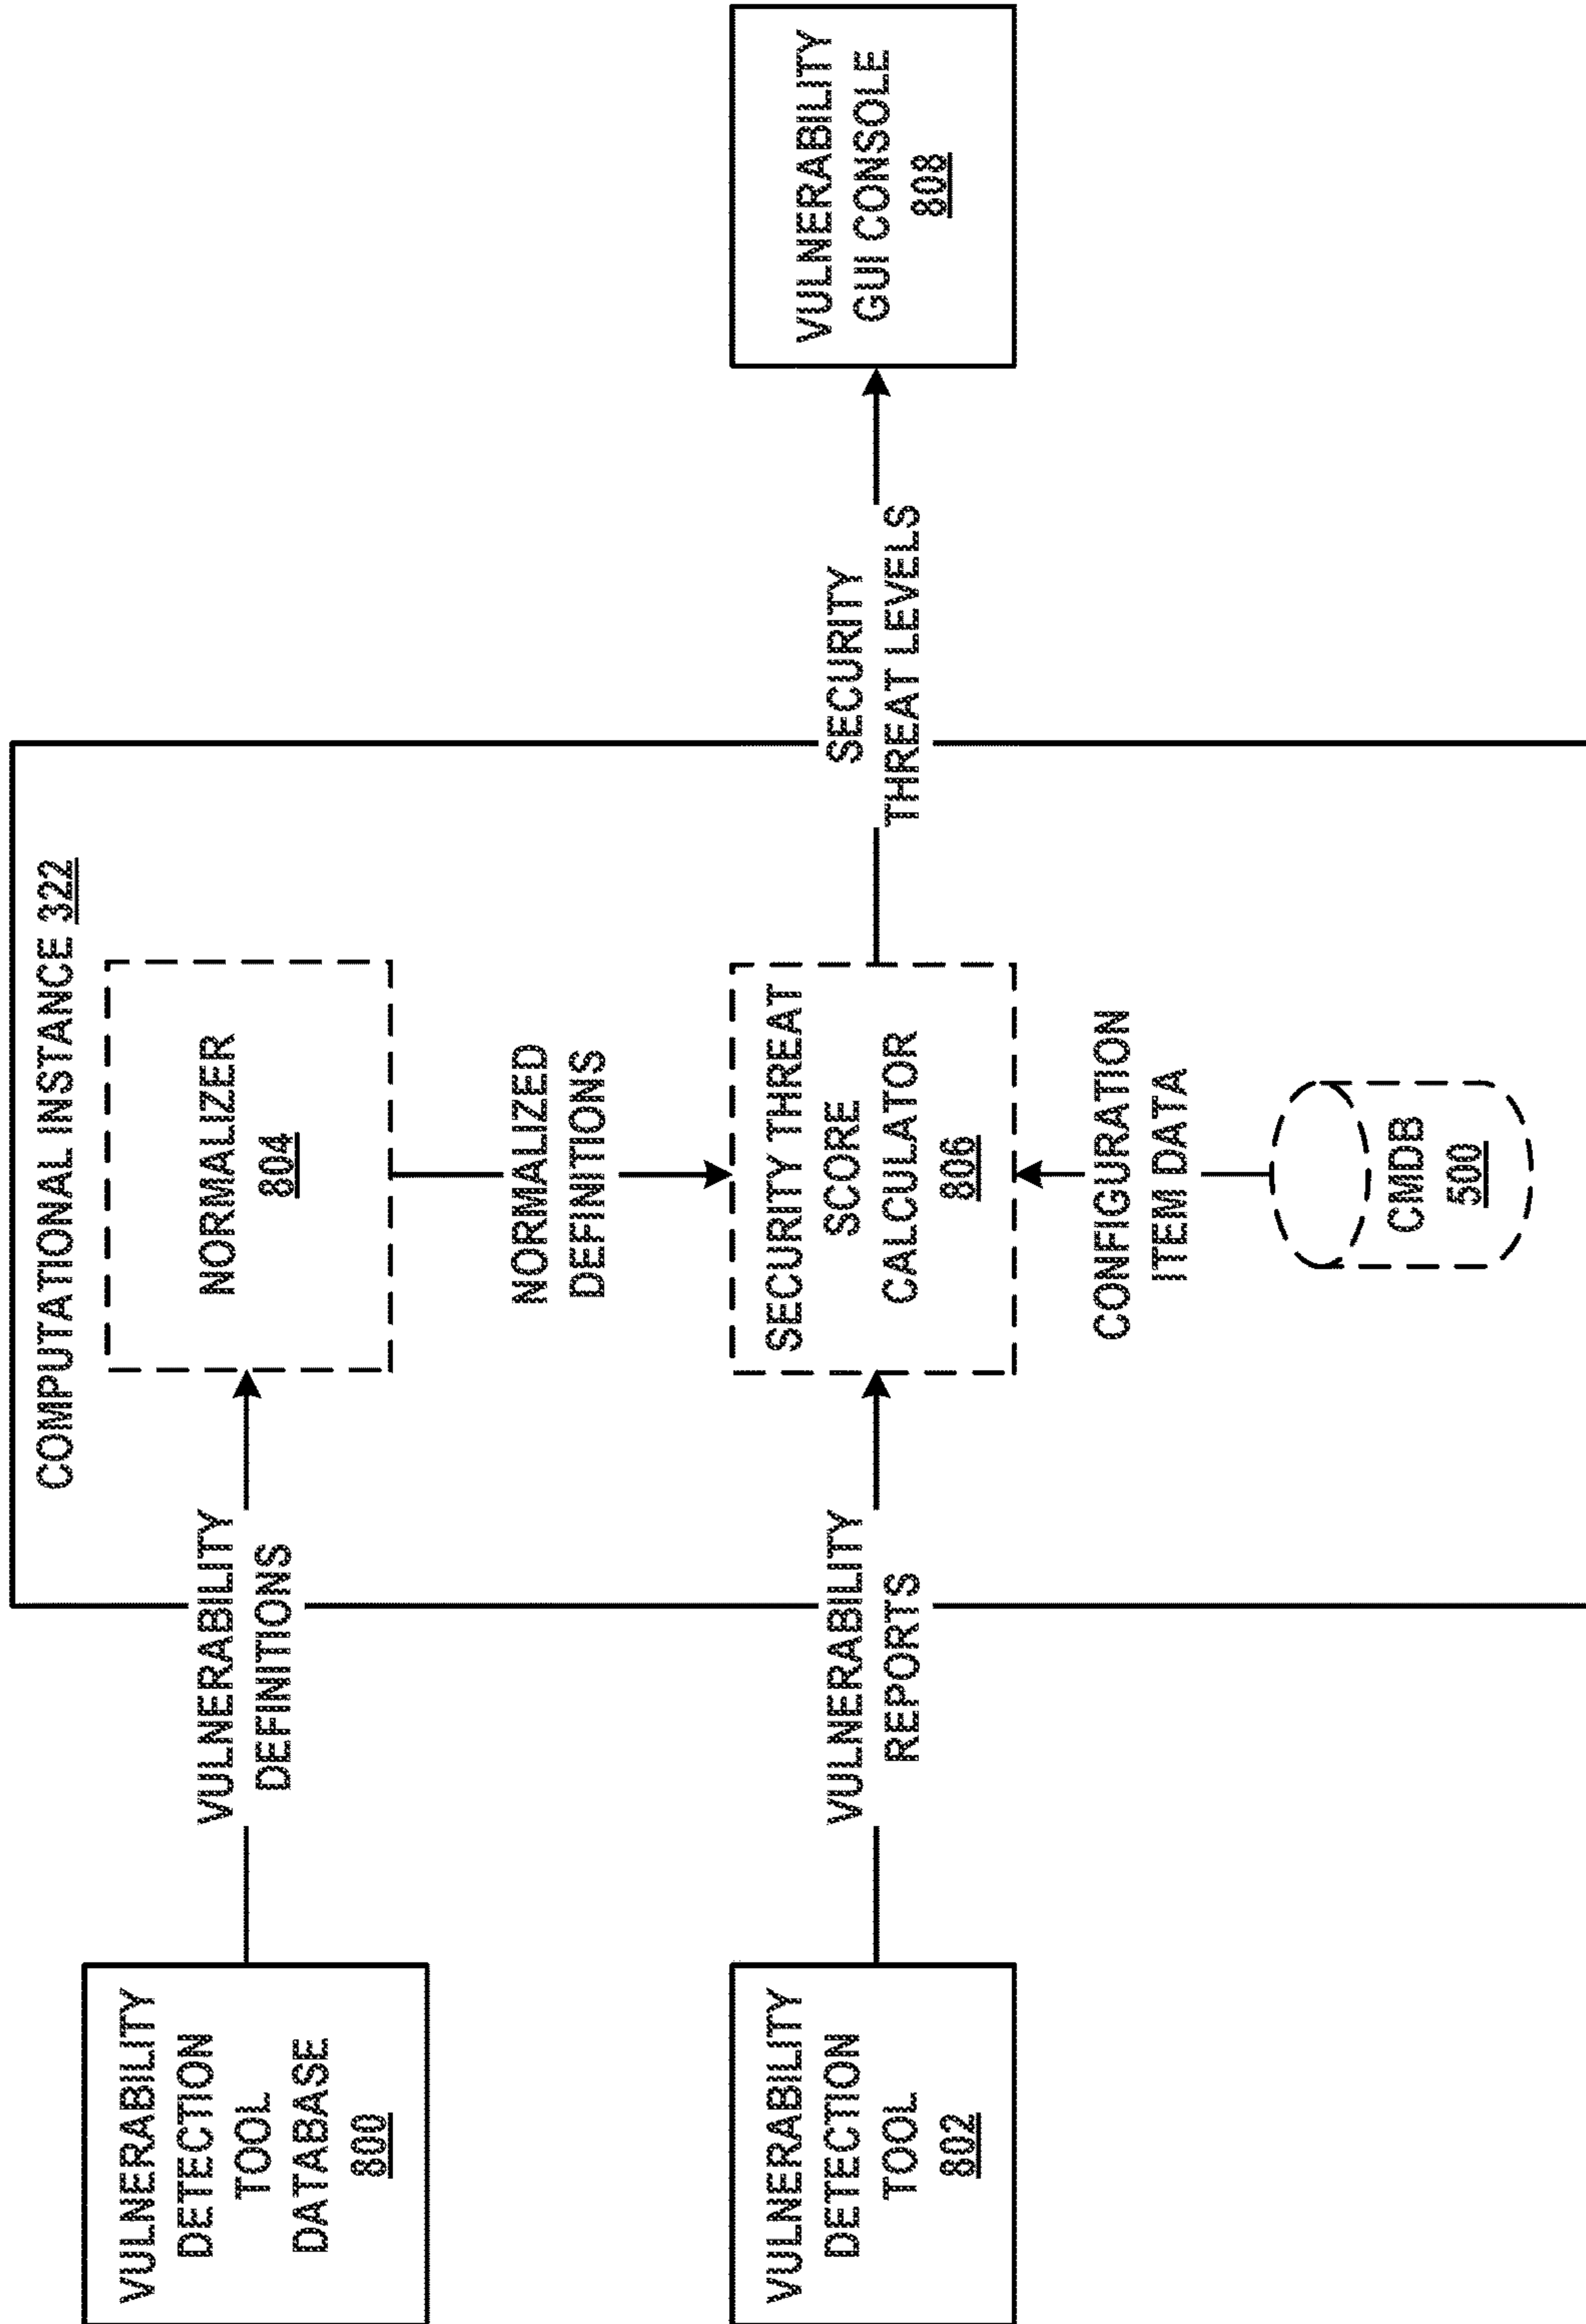 COMPUTATIONAL INSTANCE 322
VULNERABILITY
DETECTION
TOOL
DATABASE
800
VULNERABILITY
DEFINITIONS
NORMALIZER
804
NORMALIZED
DEFINITIONS
VULNERABILITY
DETECTION
TOOL
802
VULNERABILITY
REPORTS
SECURITY THREAT
SCORE
CALCULATOR
806
SECURITY
THREAT LEVELS
VULNERABILITY
GUI CONSOLE
808
CONFIGURATION
ITEM DATA
CMDB
500